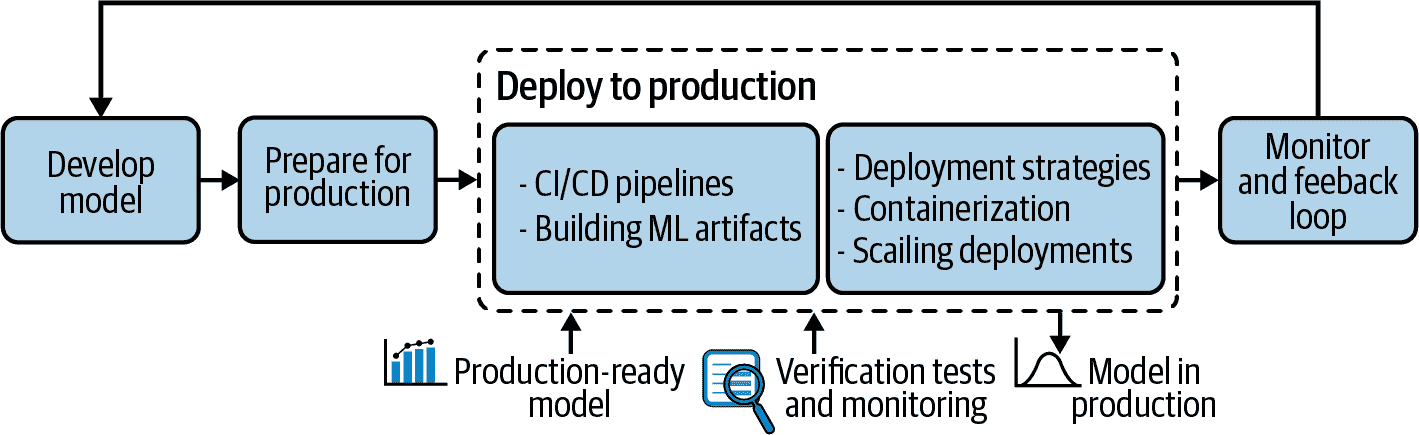 Deploy to production
Develop
model
Prepare for
production
- CI/CD pipelines
- Building ML artifacts
- Deployment strategies
- Containerization
- Scailing deployments
Monitor
and feeback
loop
Production-ready
model
Verification tests
and monitoring
Model in
production